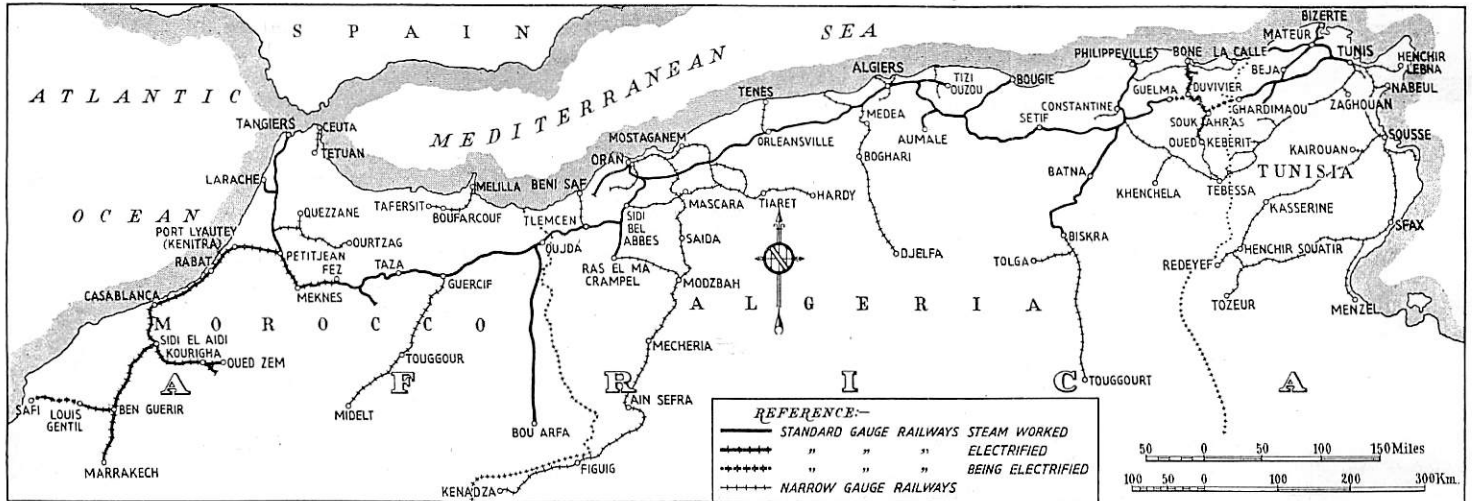 SPAIN
MEDITERRANEAN
SEA
ATLANTIC
OCEAN
BIZERTE
MATEUR
TUNIS
PHILIPPEVILLES
BONE
LA CALLE
BEJA
HENCHIR
LEBNA
NABEUL
ALGIERS
TIZI
OUZOU
BOUGIE
GUELMA
DUVIVIER
GHARDIMAOU
ZAGHOUAN
TENES
CONSTANTINE
TANGIERS
CEUTA
MEDEA
SETIF
SOUK AHRAS
SOUSSE
TETUAN
MOSTAGANEM
ORLEANSVILLE
AUMALE
OUED
KEBERIT
KAIROUAN
ORAN
BOGHARI
BATNA
TUNISIA
LARACHE
MELILLA
BENI SAF
KHENCHELA
TEBESSA
TAFERSIT
BOUFARCOUF
MASCARA
TIARET
HARDY
KASSERINE
QUEZZANE
TLEMCEN
SIDI
BEL
ABBES
PORT LYAUTEY
(KENITRA)
OURTZAG
OUJDA
SAIDA
DJELFA
BISKRA
SFAX
RABAT
PETITJEAN
FEZ
TAZA
RAS EL MA
CRAMPEL
TOLGA
REDEYEF
HENCHIR SOUATIR
CASABLANCA
MEKNES
GUERCIF
MODZBAH
TOZEUR
MENZEL
MOROCCO
ALGERIA
SIDI EL AIDI
KOURIGHA
OUED ZEM
TOUGGOUR
MECHERIA
AFRICA
SAFI
LOUIS
GENTIL
BEN GUERIR
MIDELT
AIN SEFRA
TOUGGOURT
BOU ARFA
MARRAKECH
FIGUIG
KENADZA
N
REFERENCE:—
STANDARD GAUGE RAILWAYS STEAM WORKED
" " " ELECTRIFIED
" " " BEING ELECTRIFIED
NARROW GAUGE RAILWAYS
50 0 50 100 150 Miles
100 50 0 100 200 300 Km.